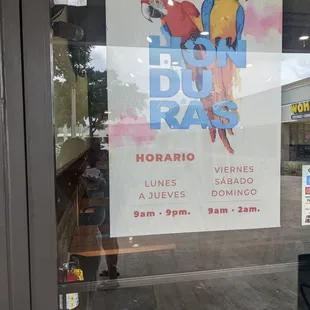 HON
DU
RAS
HORARIO
LUNES
A JUEVES
9am - 9pm.
VIERNES
SÁBADO
DOMINGO
9am - 2am.